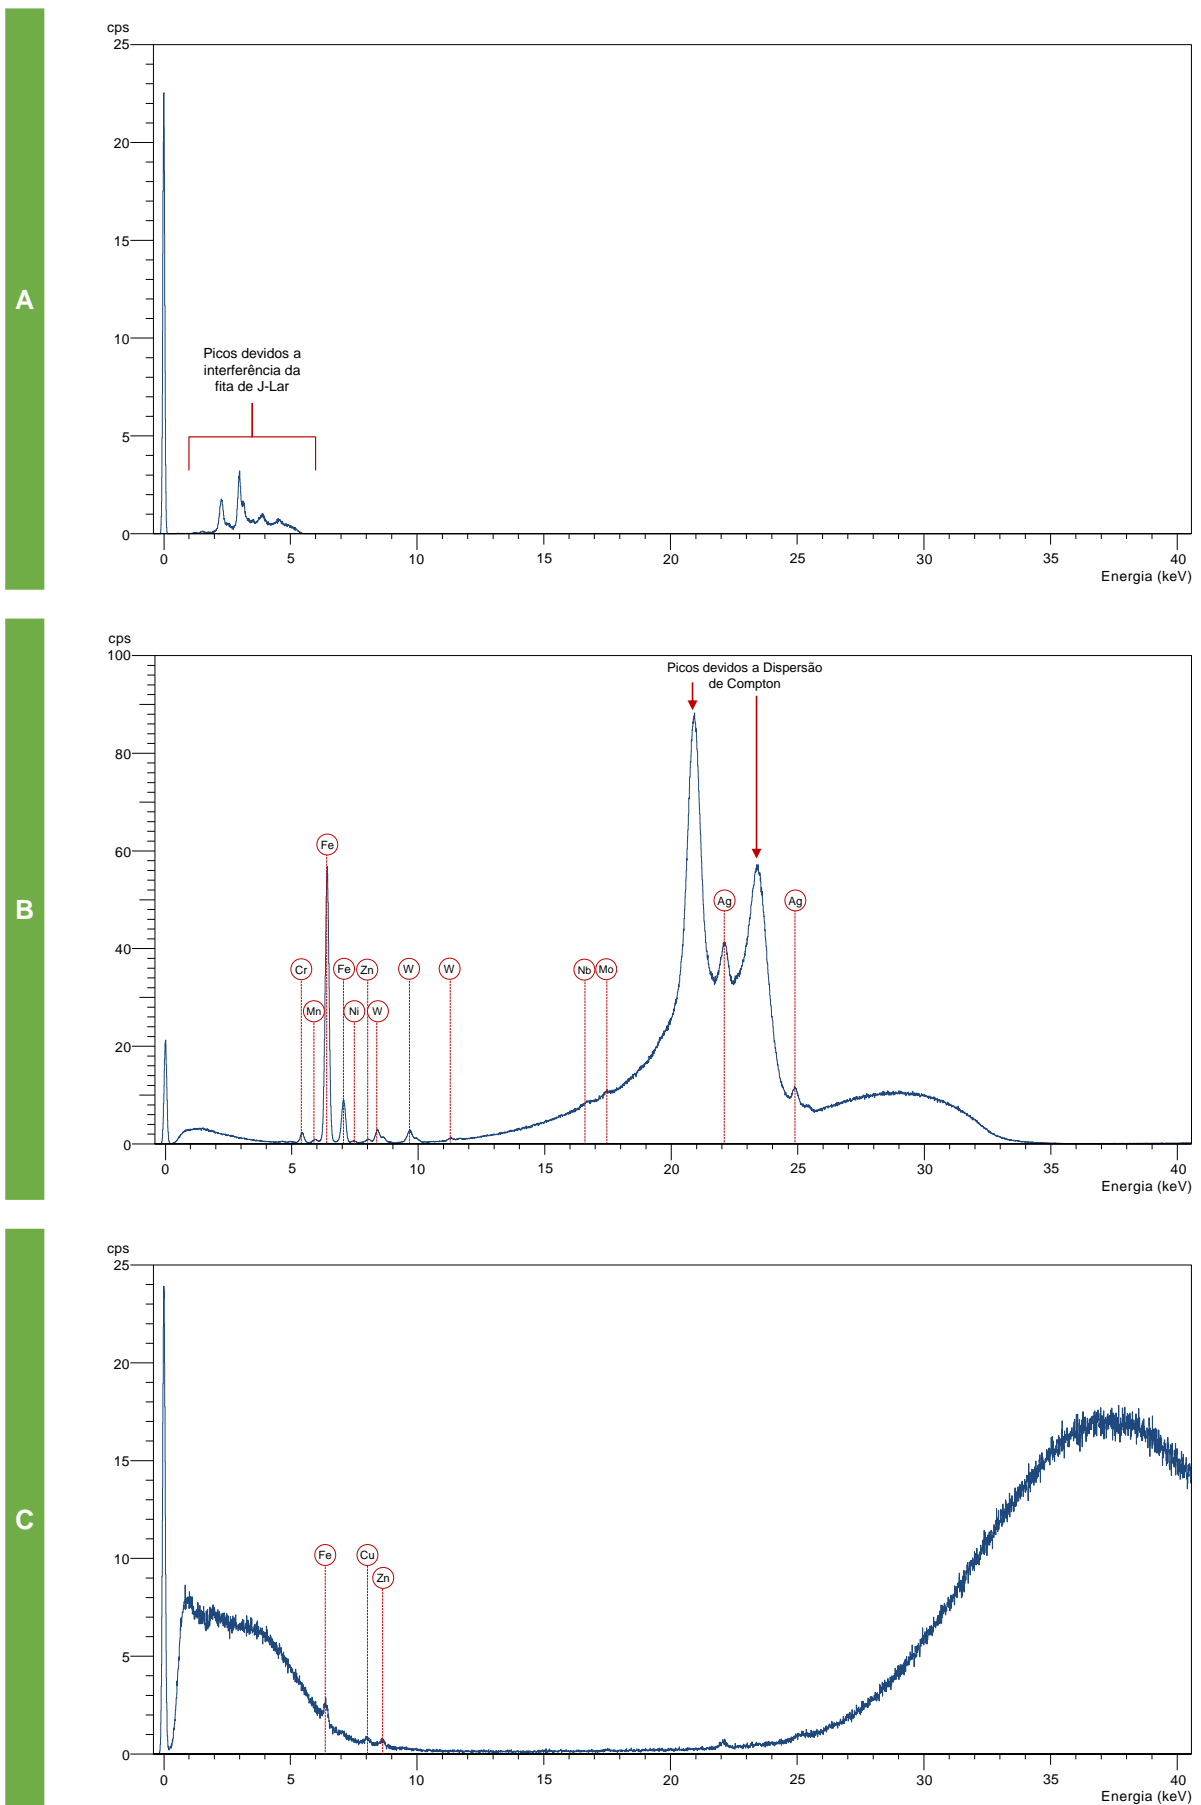 A
cps
25
20
15
10
5
0
Picos devidos a
interferência da
fita de J-Lar
0 5 10 15 20 25 30 35 40
Energia (keV)
B
cps
100
80
60
40
20
0
Picos devidos a Dispersão
de Compton
Fe
Ag Ag
Cr Fe Zn W W Nb Mo
Mn Ni W
0 5 10 15 20 25 30 35 40
Energia (keV)
C
cps
25
20
15
10
5
0
Fe Cu
Zn
0 5 10 15 20 25 30 35 40
Energia (keV)